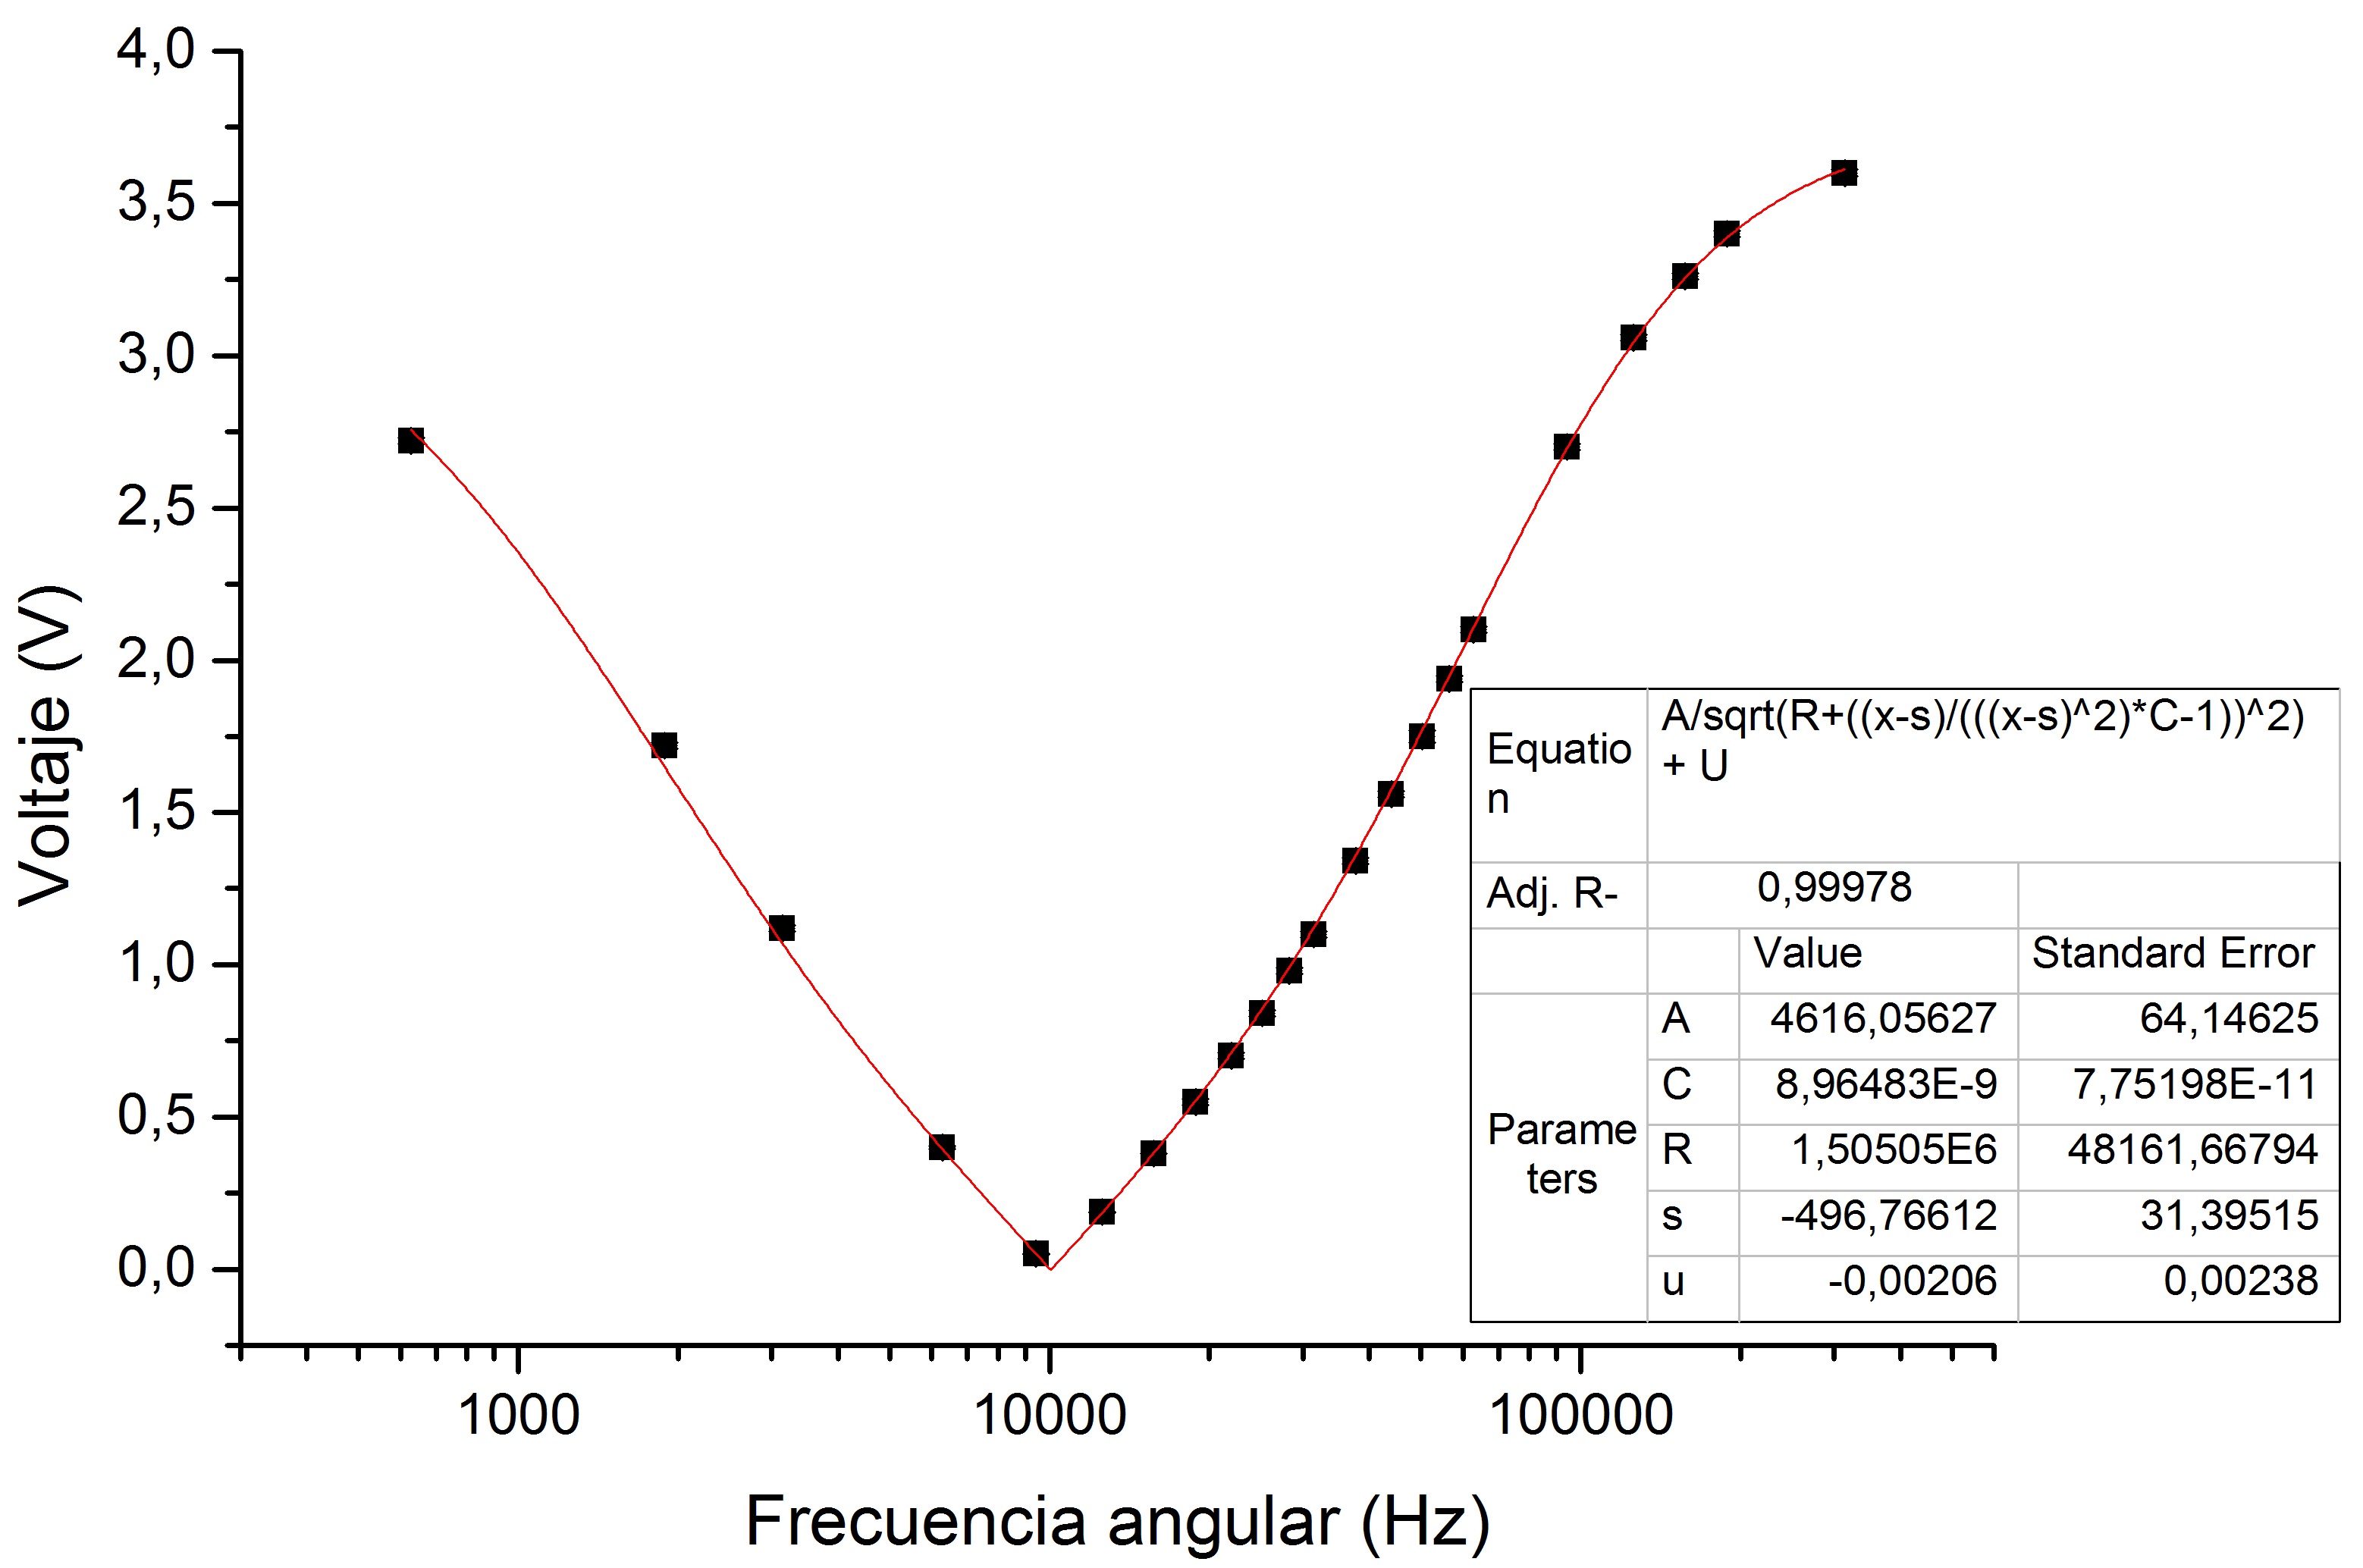 4,0
3,5
3,0
2,5
2,0
1,5
1,0
0,5
0,0
Voltaje (V)
1000 10000 100000
Frecuencia angular (Hz)
Equatio
n
A/sqrt(R+((x-s)/(((x-s)^2)*C-1))^2)
+ U
Adj. R- 0,99978
Value Standard Error
Parame
ters
A 4616,05627 64,14625
C 8,96483E-9 7,75198E-11
R 1,50505E6 48161,66794
s -496,76612 31,39515
u -0,00206 0,00238